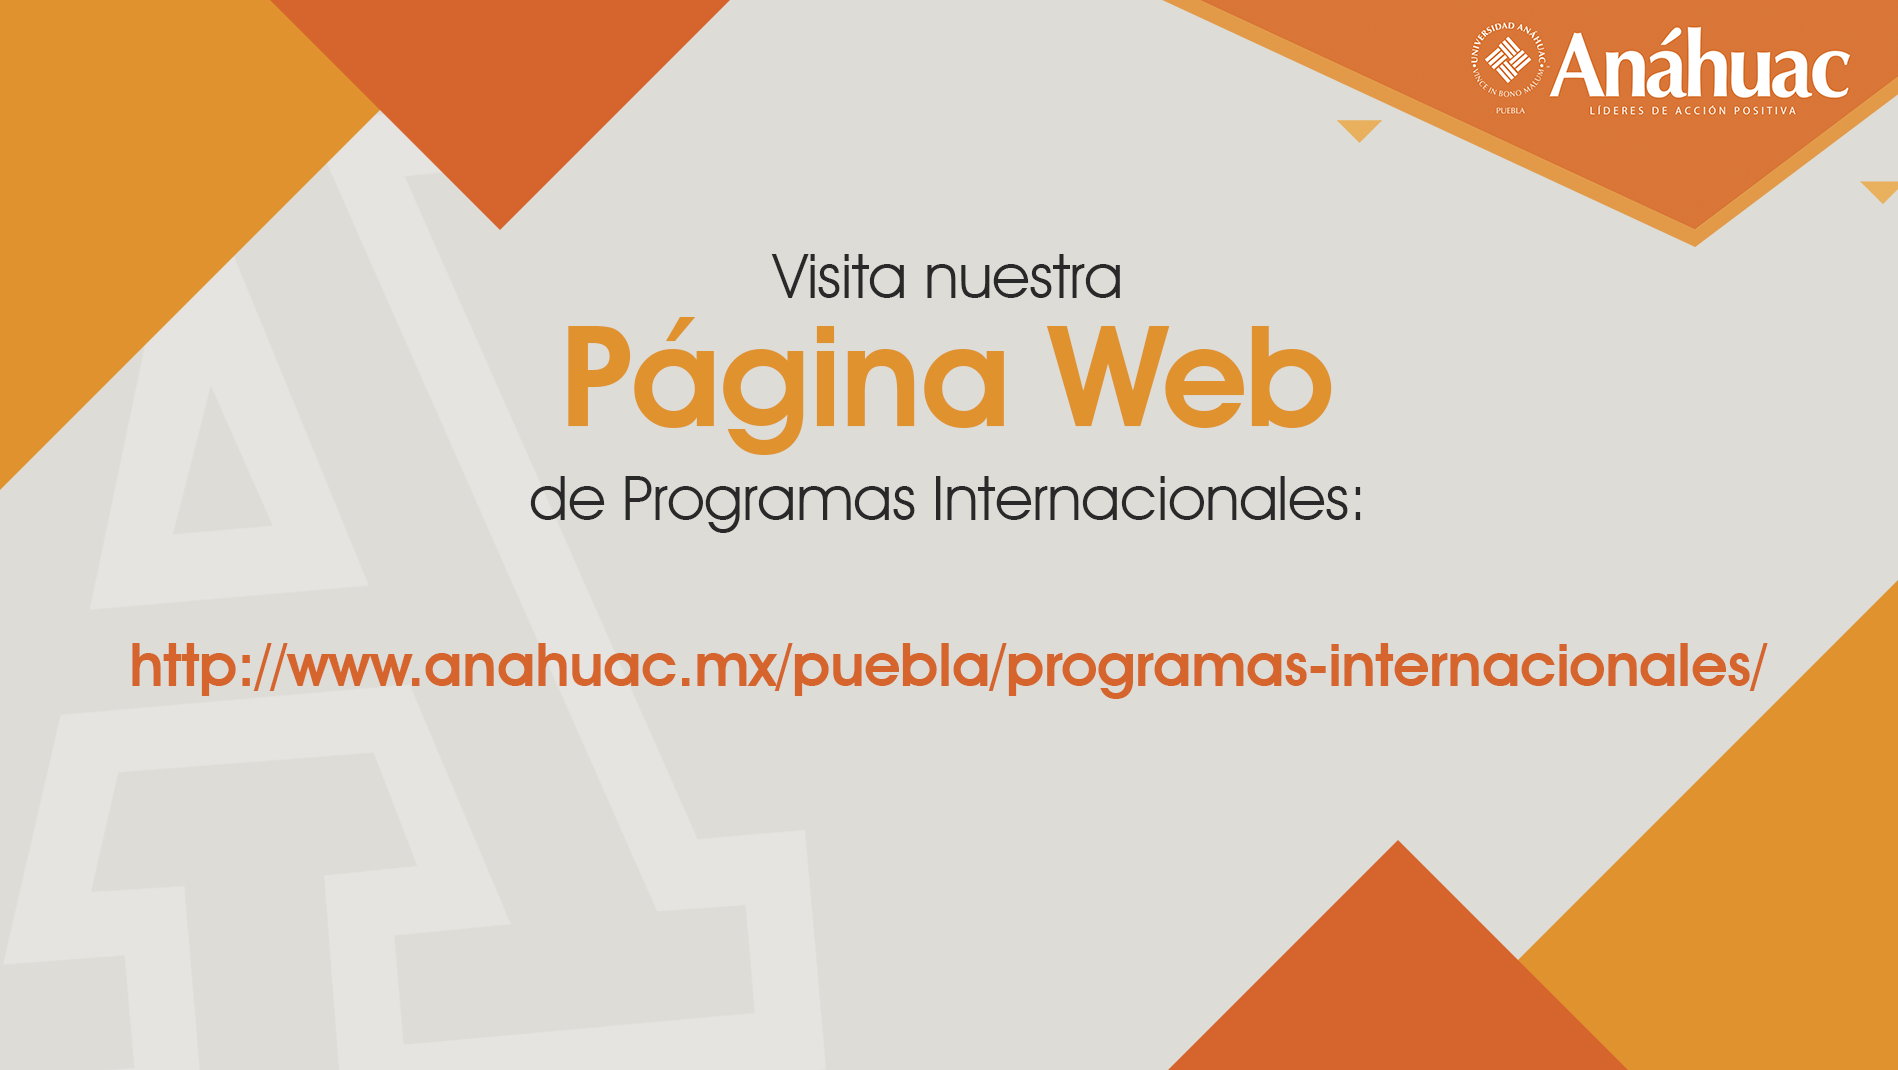 UNIVERSIDAD ANÁHUAC
VINCE IN BONO MALUM
PUEBLA
Anáhuac
LÍDERES DE ACCIÓN POSITIVA
Visita nuestra
Página Web
de Programas Internacionales:
http://www.anahuac.mx/puebla/programas-internacionales/